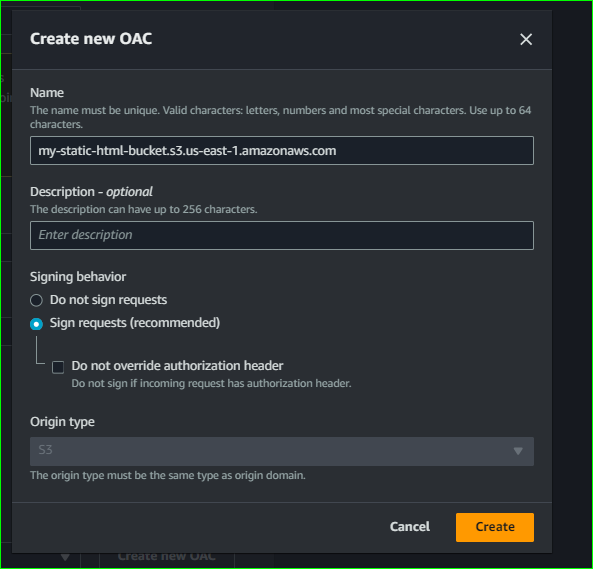 Create new OAC
Name
The name must be unique. Valid characters: letters, numbers and most special characters. Use up to 64
characters.
my-static-html-bucket.s3.us-east-1.amazonaws.com
Description - optional
The description can have up to 256 characters.
Enter description
Signing behavior
Do not sign requests
Sign requests (recommended)
Do not override authorization header
Do not sign if incoming request has authorization header.
Origin type
S3
The origin type must be the same type as origin domain.
Cancel
Create
Create new OAC